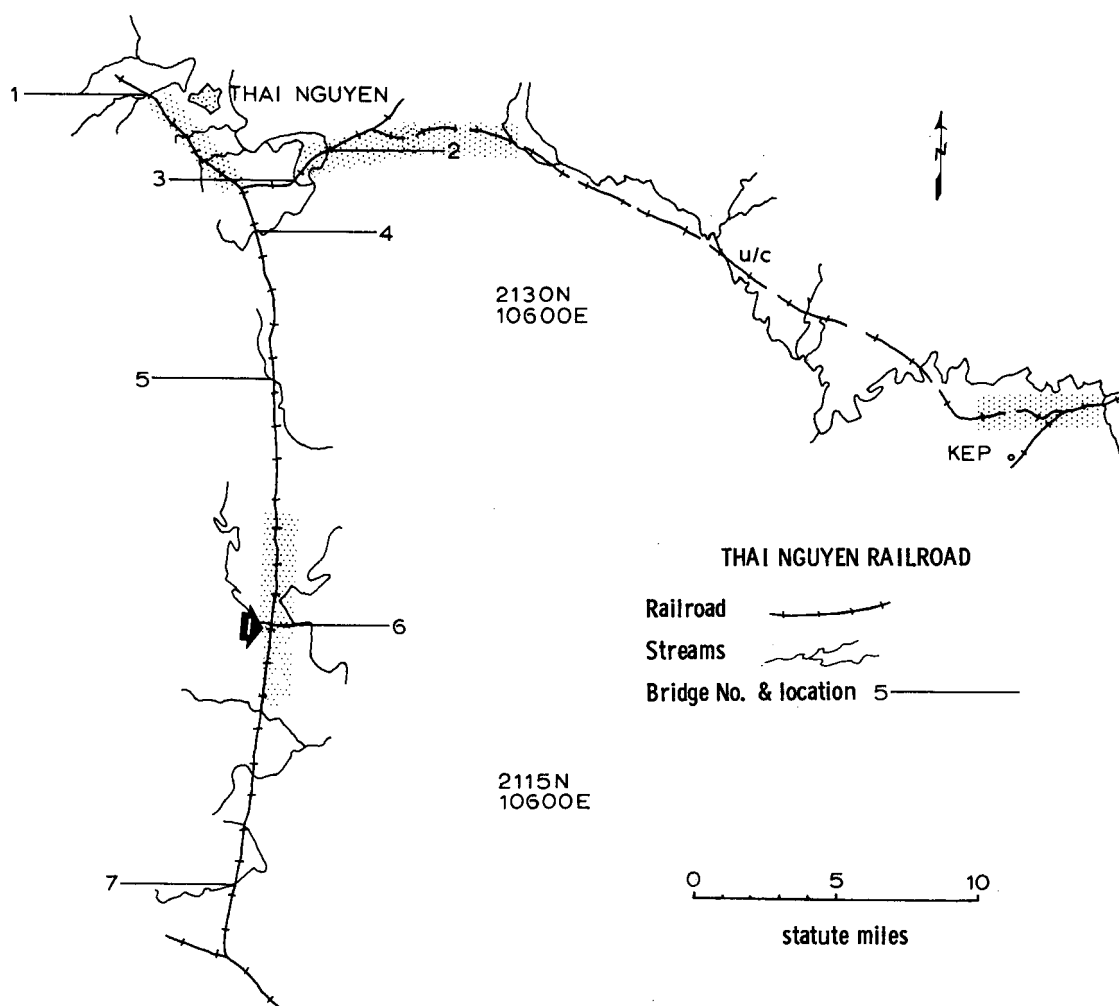 1
THAI NGUYEN
2
3
4
N
u/c
2130N
10600E
5
KEP
THAI NGUYEN RAILROAD
Railroad
Streams
6
Bridge No. & location 5
2115N
10600E
7
0 5 10
statute miles